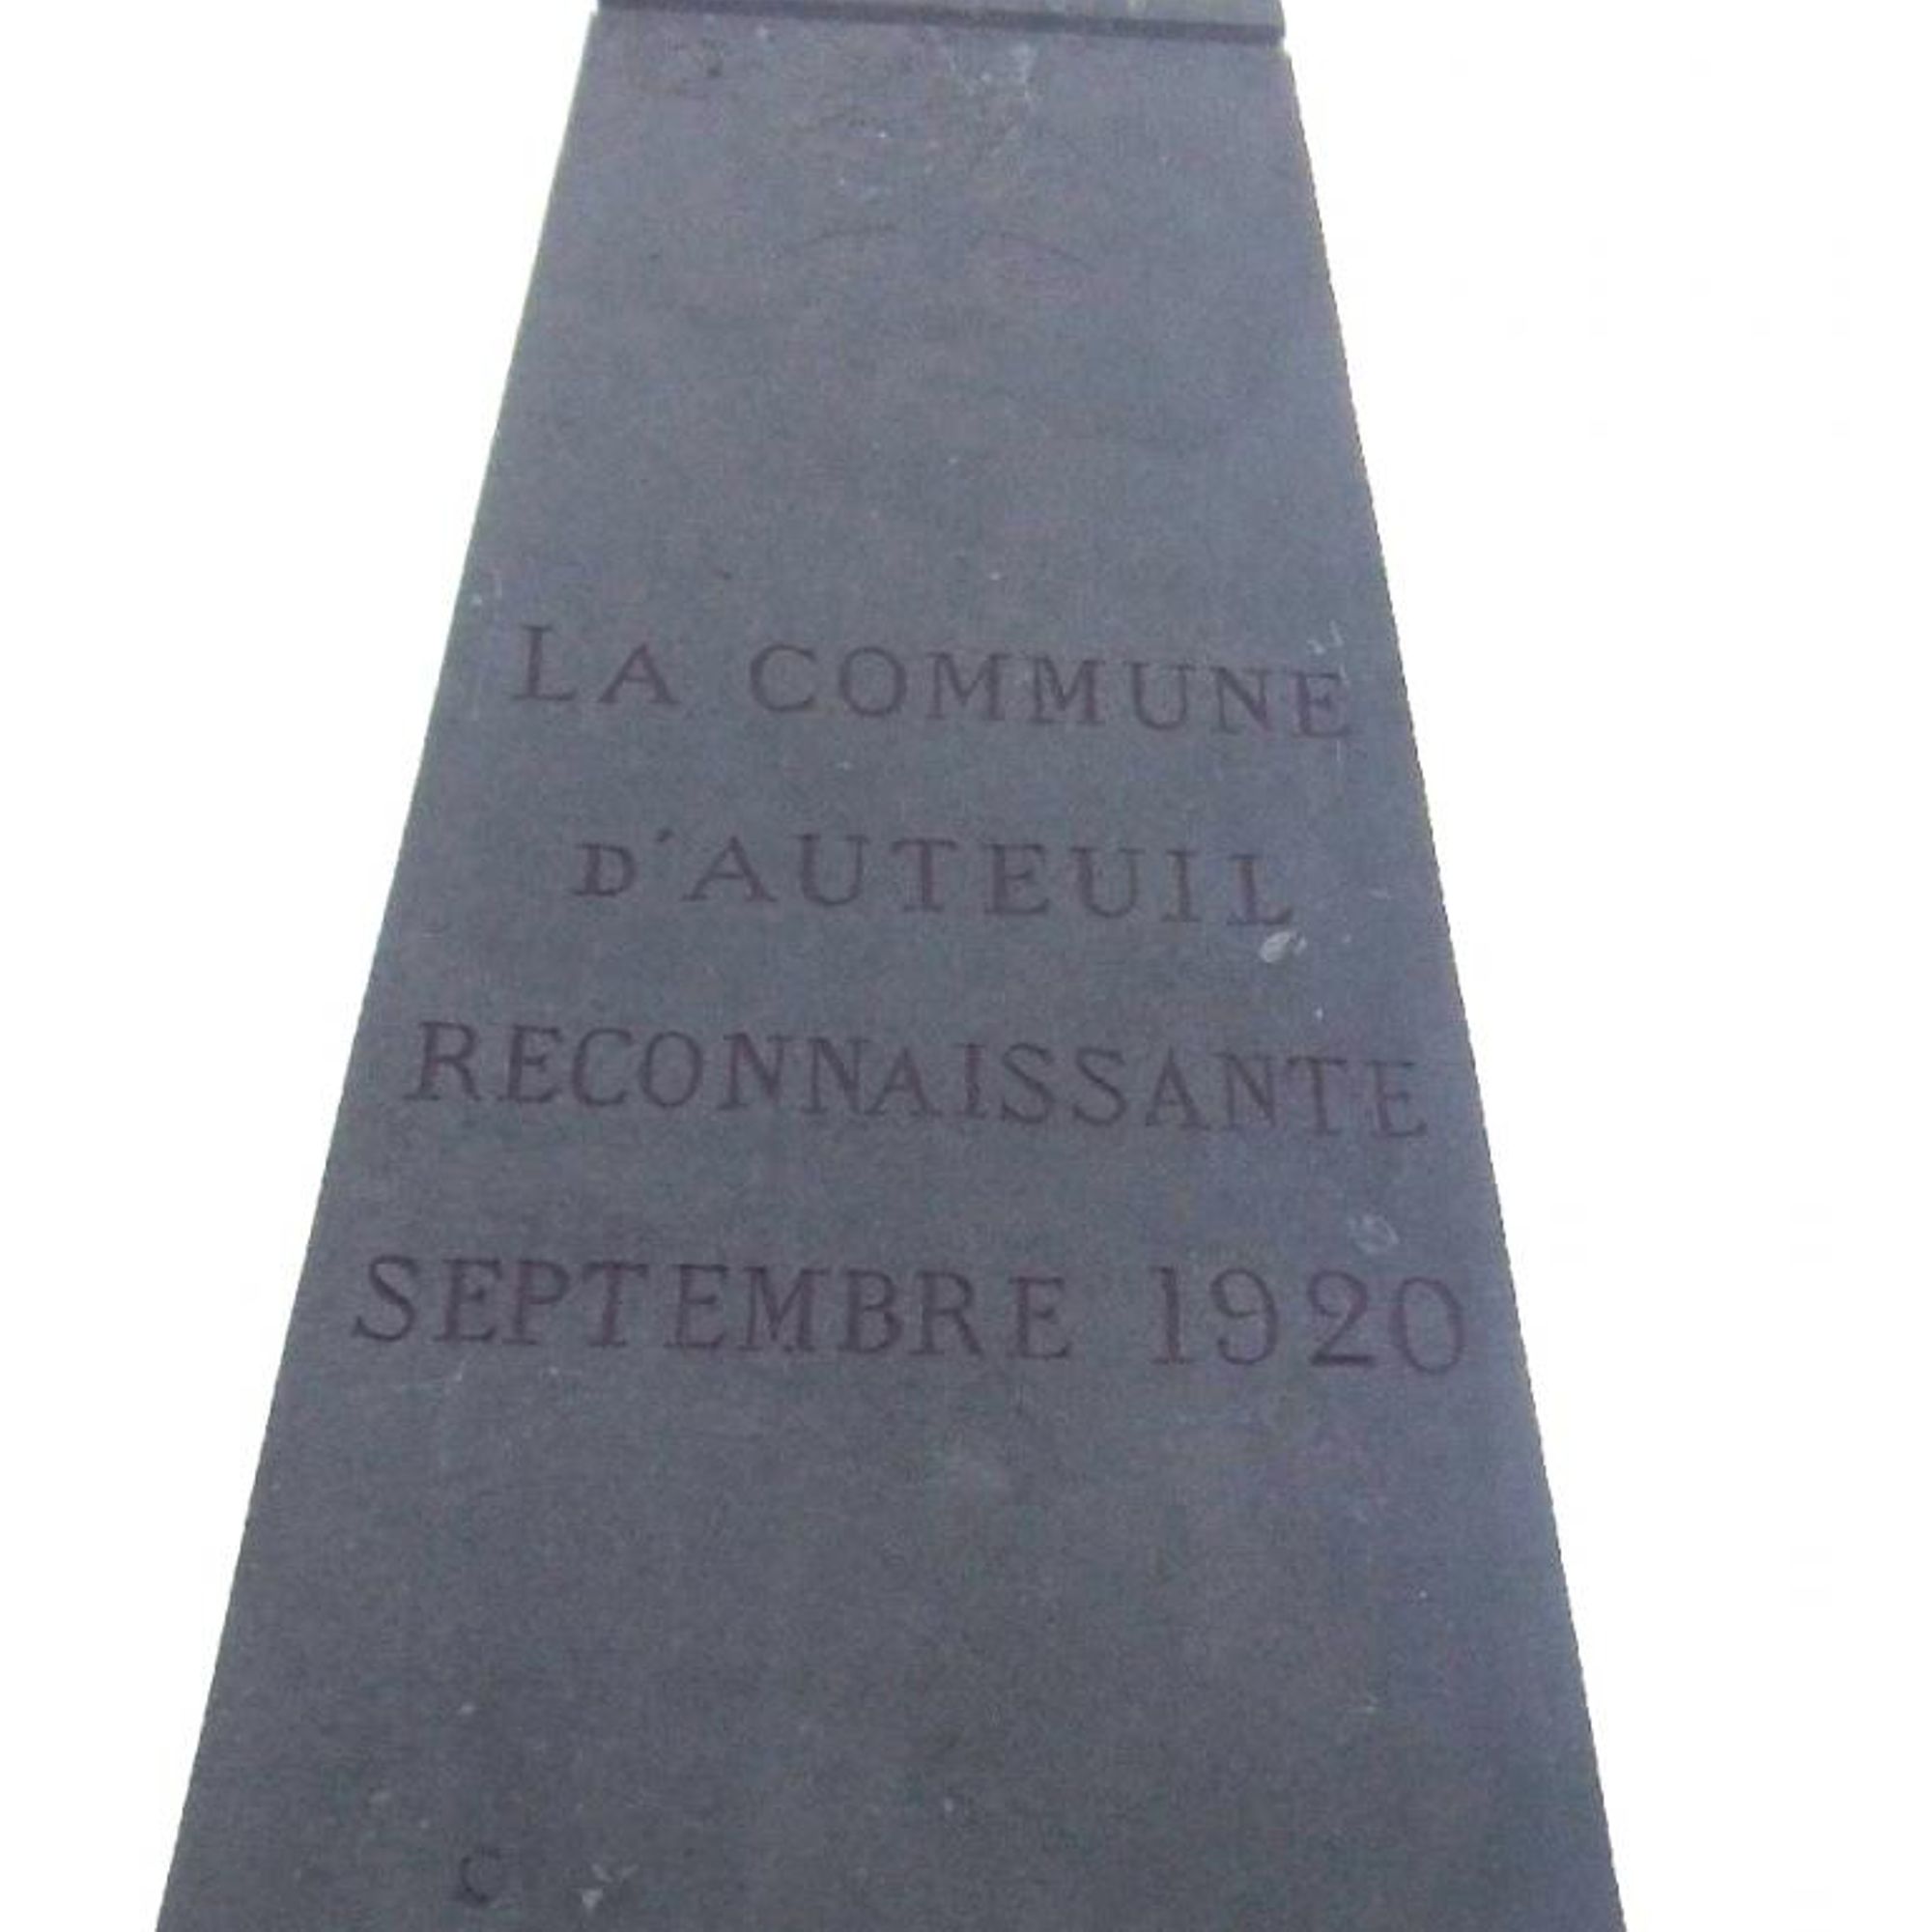 LA COMMUNE
D'AUTEUIL
RECONNAISSANTE
SEPTEMBRE 1920
C